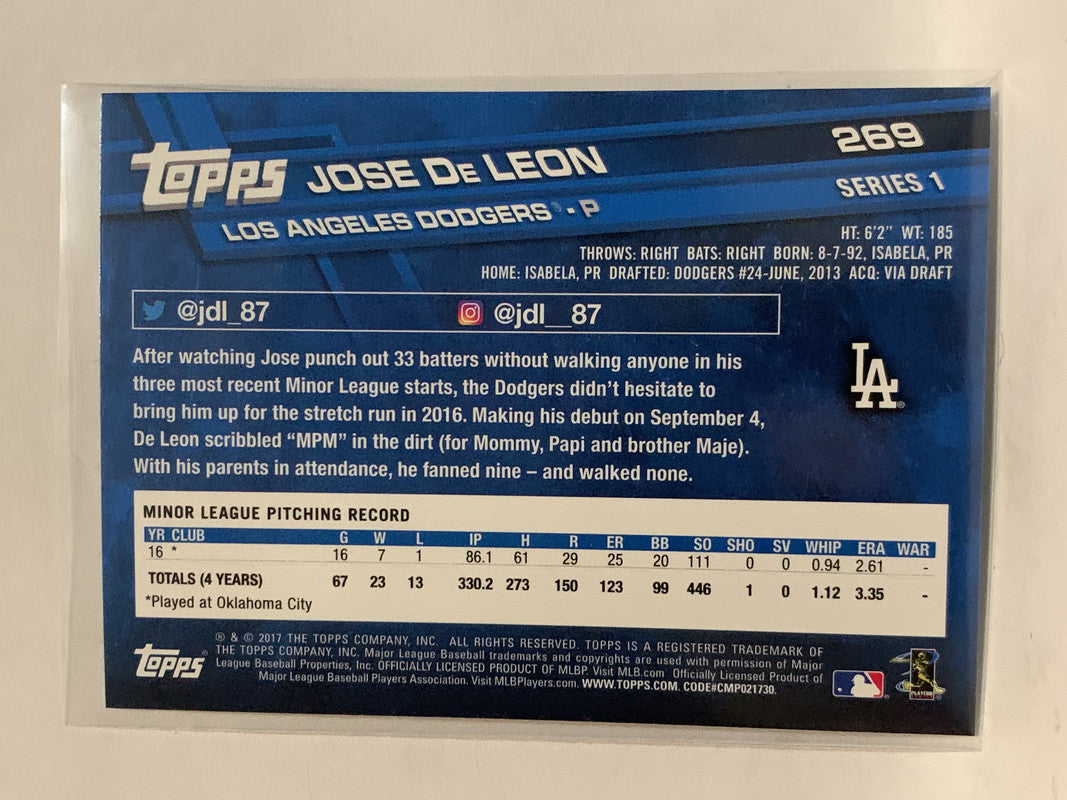 TOPPS JOSE DE LEON 269
LOS ANGELES DODGERS® • P SERIES 1
HT: 6'2" WT: 185
THROWS: RIGHT BATS: RIGHT BORN: 8-7-92, ISABELA, PR
HOME: ISABELA, PR DRAFTED: DODGERS #24-JUNE, 2013 ACQ: VIA DRAFT
@jdl_87 @jdl__87
After watching Jose punch out 33 batters without walking anyone in his
three most recent Minor League starts, the Dodgers didn't hesitate to
bring him up for the stretch run in 2016. Making his debut on September 4,
De Leon scribbled “MPM” in the dirt (for Mommy, Papi and brother Maje).
With his parents in attendance, he fanned nine – and walked none.
LA®
MINOR LEAGUE PITCHING RECORD
YR CLUB G W L IP H R ER BB SO SHO SV WHIP ERA WAR
16 * 16 7 1 86.1 61 29 25 20 111 0 0 0.94 2.61 -
TOTALS (4 YEARS) 67 23 13 330.2 273 150 123 99 446 1 0 1.12 3.35 -
*Played at Oklahoma City
TOPPS®
® & © 2017 THE TOPPS COMPANY, INC. ALL RIGHTS RESERVED. TOPPS IS A REGISTERED TRADEMARK OF
THE TOPPS COMPANY, INC. Major League Baseball trademarks and copyrights are used with permission of Major
League Baseball Properties, Inc. OFFICIALLY LICENSED PRODUCT OF MLBP. Visit MLB.com Officially Licensed Product of
Major League Baseball Players Association. Visit MLBPlayers.com. WWW.TOPPS.COM. CODE#CMP021730.
PLAYERS